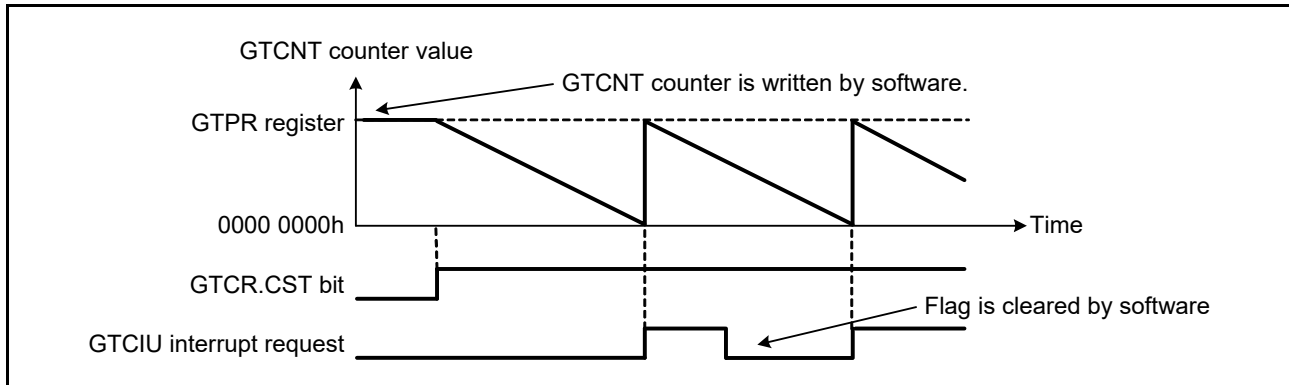 GTCNT counter value
GTCNT counter is written by software.
GTPR register
0000 0000h
Time
GTCR.CST bit
Flag is cleared by software
GTCIU interrupt request